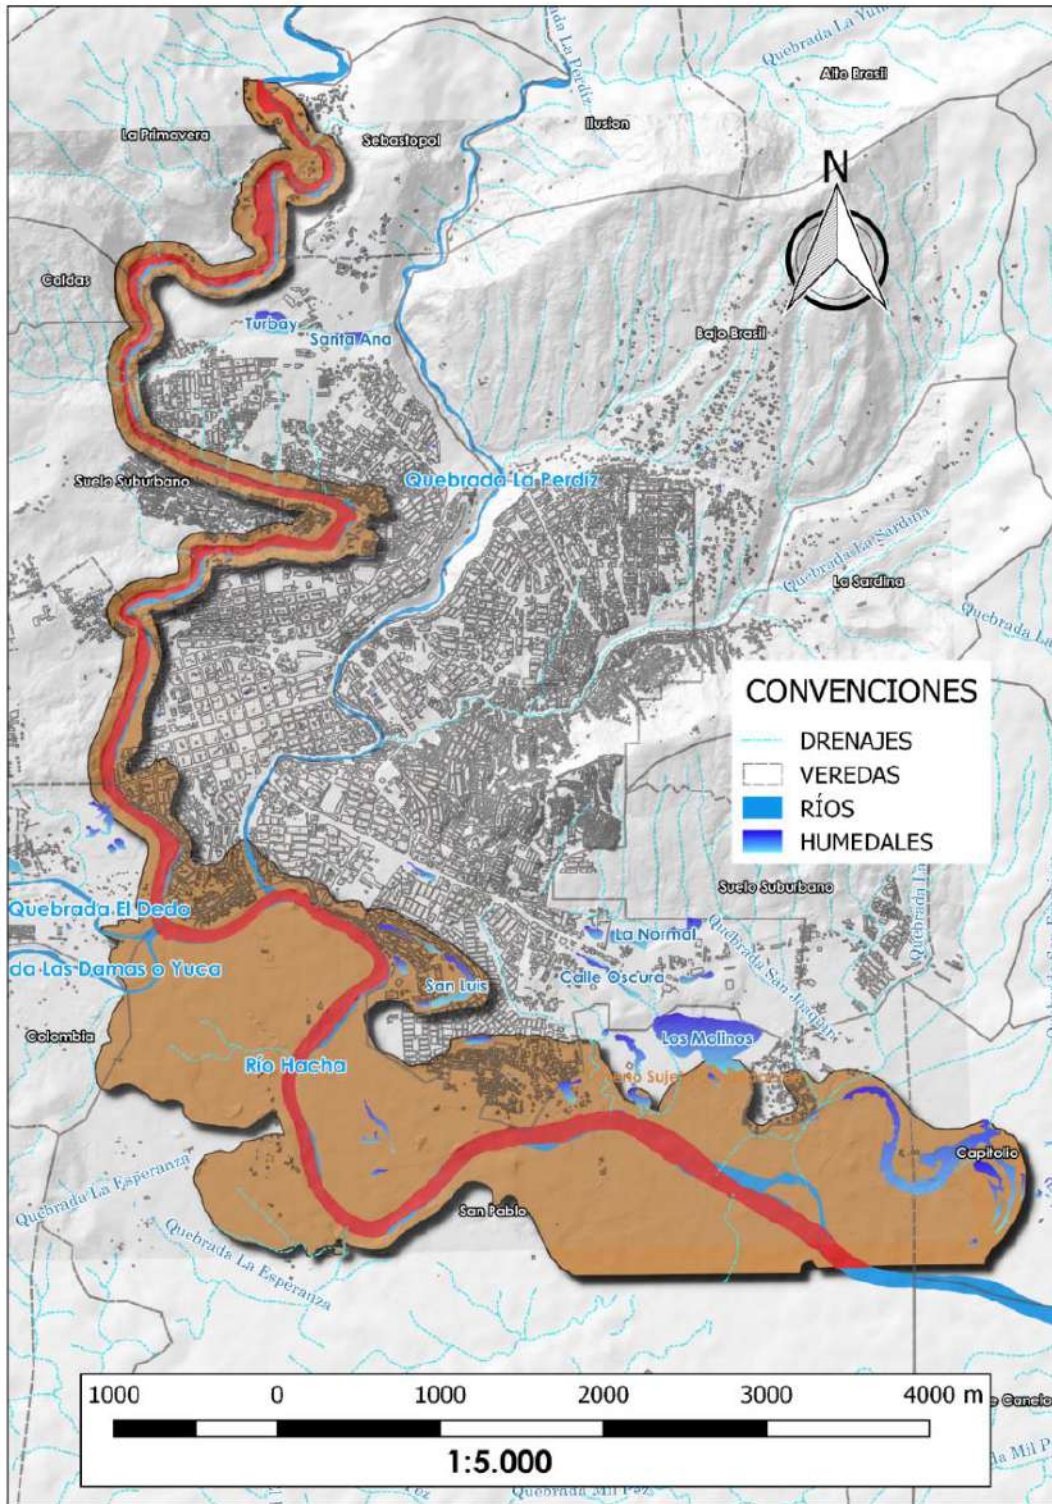 Quebrada La Yuca
La Perdiz
Alto Brasil
Ilusion
La Primavera
Sebastopol
N
Caldas
Turbay
Santa Ana
Bajo Brasil
Suelo Suburbano
Quebrada La Perdiz
Quebrada La Sardina
La Sardina
Quebrada La
CONVENCIONES
DRENAJES
VEREDAS
RÍOS
HUMEDALES
Suelo Suburbano
Quebrada La
Quebrada El Dedo
La Normal
da Las Damas o Yuca
San Luis
Calle Oscura
Quebrada San Joaquín
Colombia
Los Molinos
Río Hacha
Capitolio
Quebrada La Esperanza
San Pablo
Quebrada La Esperanza
1000 0 1000 2000 3000 4000 m
e Canelo
1:5.000
da Mil P
Quebrada Mil Pez